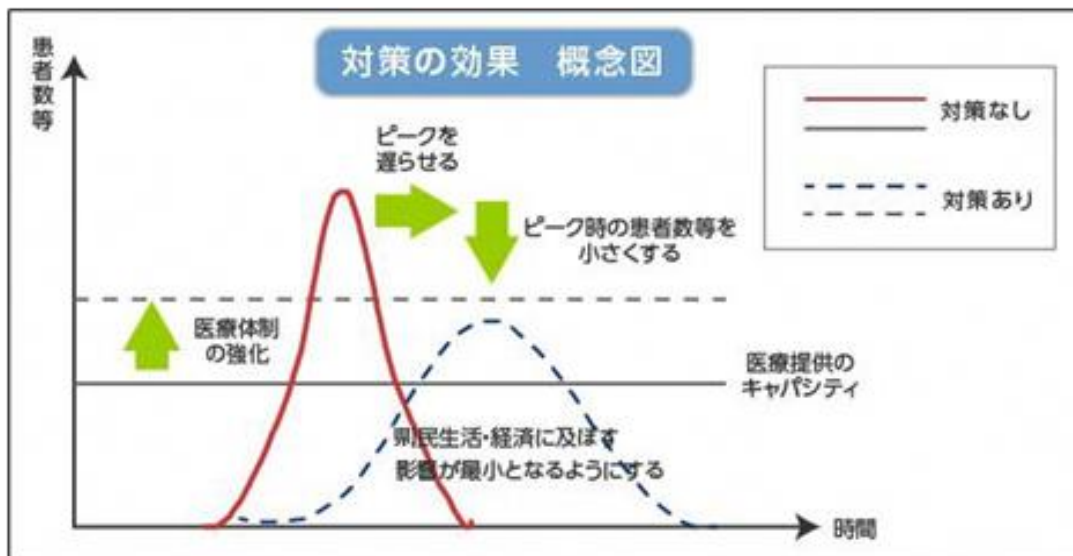 対策の効果 概念図
患者数等
対策なし
対策あり
ピークを
遅らせる
ピーク時の患者数等を
小さくする
医療体制
の強化
医療提供の
キャパシティ
県民生活・経済に及ぼす
影響が最小となるようにする
時間